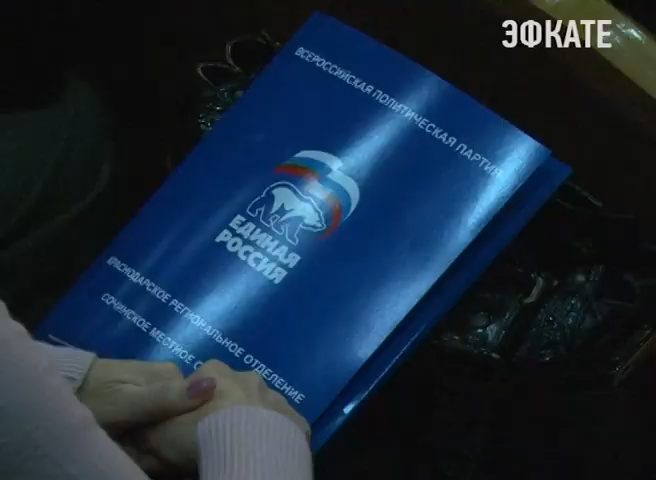 ЭФКАТЕ
ВСЕРОССИЙСКАЯ ПОЛИТИЧЕСКАЯ ПАРТИЯ
ЕДИНАЯ
РОССИЯ
КРАСНОДАРСКОЕ РЕГИОНАЛЬНОЕ ОТДЕЛЕНИЕ
СОЧИНСКОЕ МЕСТНОЕ